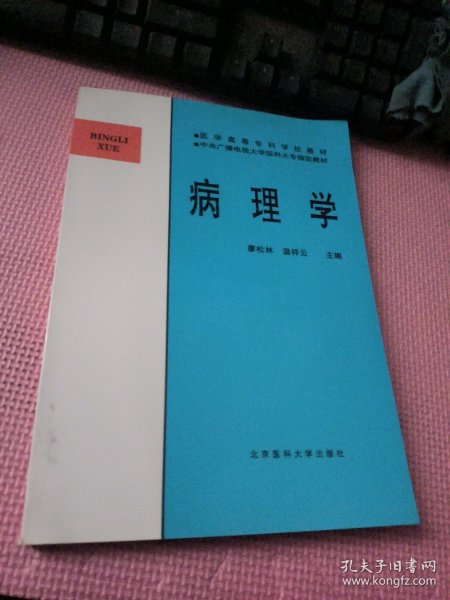 BINGLI
XUE
●医学高等专科学校教材
●中央广播电视大学医科大专指定教材
病理学
廖松林 温祥云 主编
北京医科大学出版社
孔夫子旧书网
www.kongfz.com